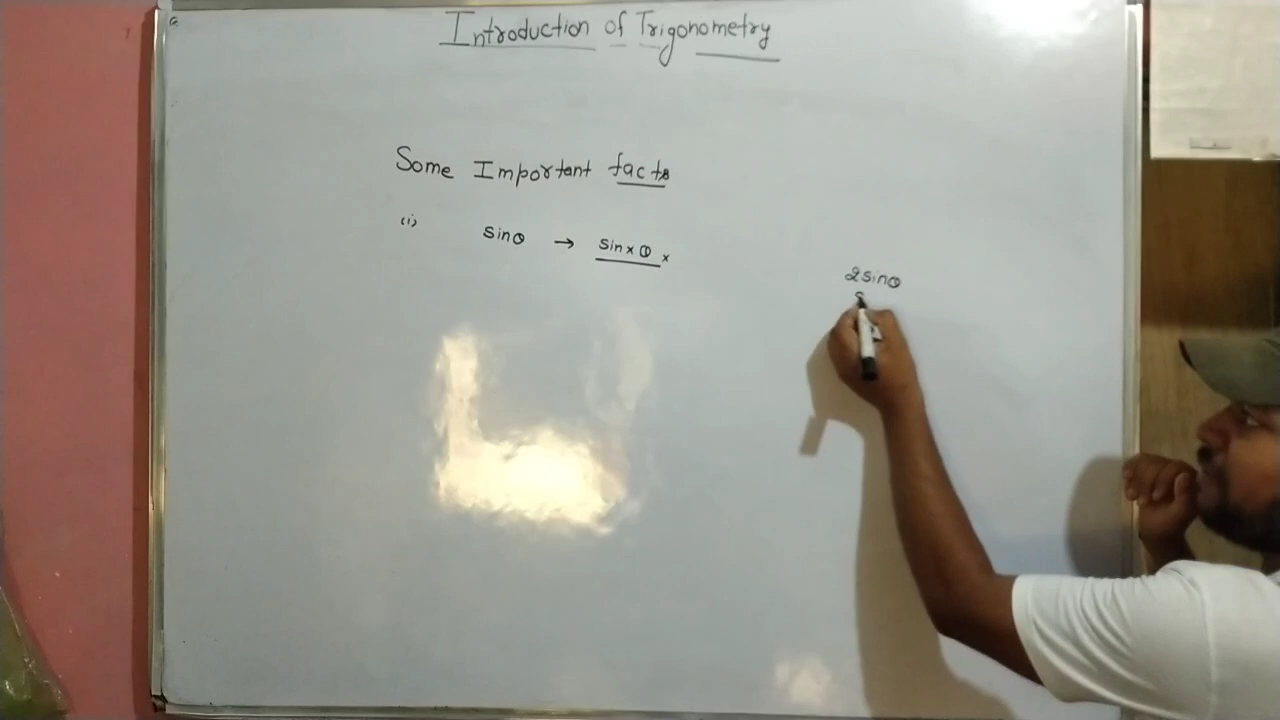 Introduction of Trigonometry
Some Important facts
(i) sinθ → sin x θ x
2sinθ